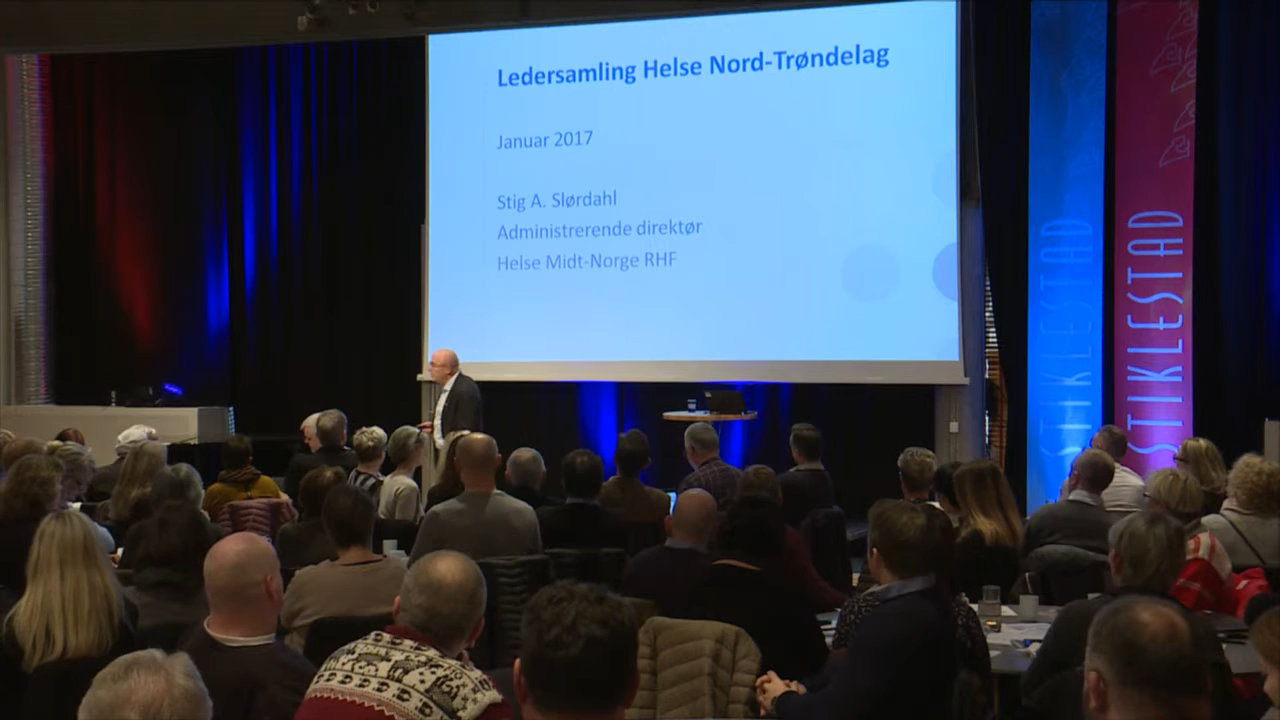 Ledersamling Helse Nord-Trøndelag
Januar 2017
Stig A. Slørdahl
Administrerende direktør
Helse Midt-Norge RHF
STIKLESTAD
STIKLESTAD